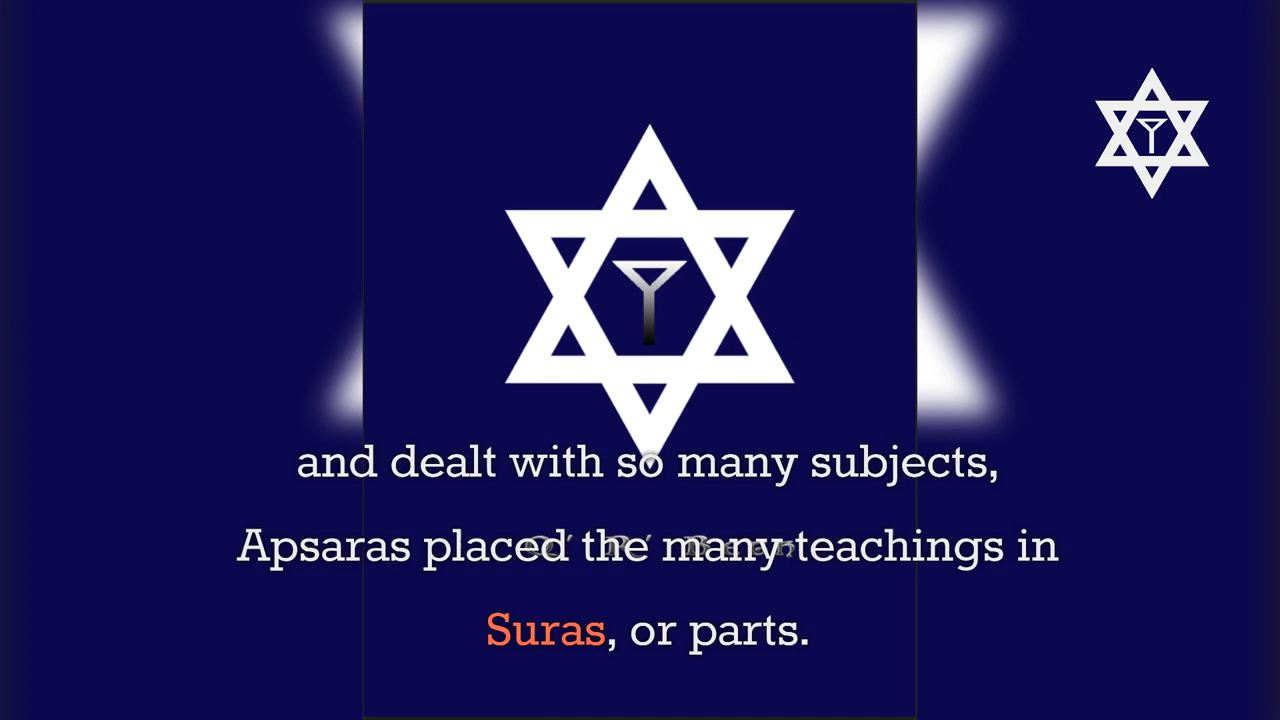 and dealt with so many subjects,
Apsaras placed the many teachings in
Suras, or parts.